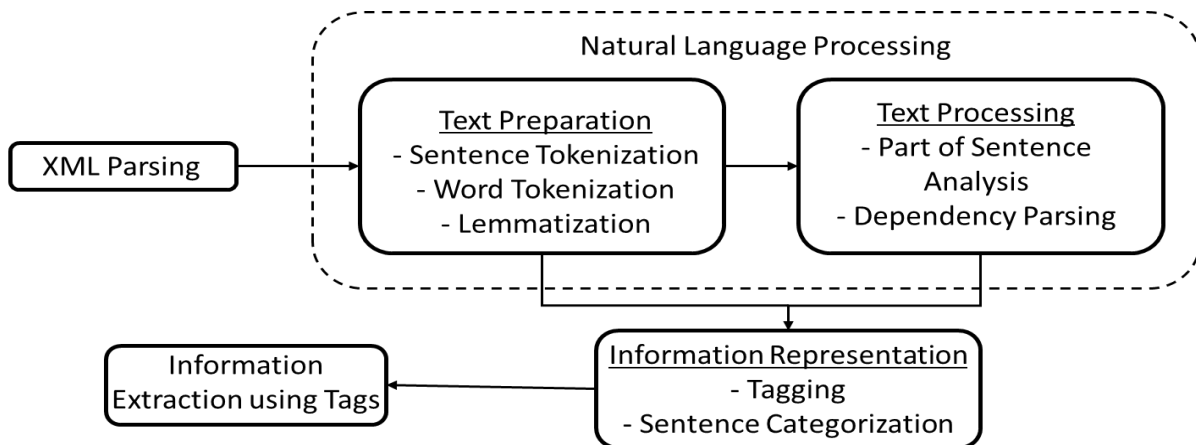 Natural Language Processing
XML Parsing
Text Preparation
- Sentence Tokenization
- Word Tokenization
- Lemmatization
Text Processing
- Part of Sentence
Analysis
- Dependency Parsing
Information Representation
- Tagging
- Sentence Categorization
Information
Extraction using Tags